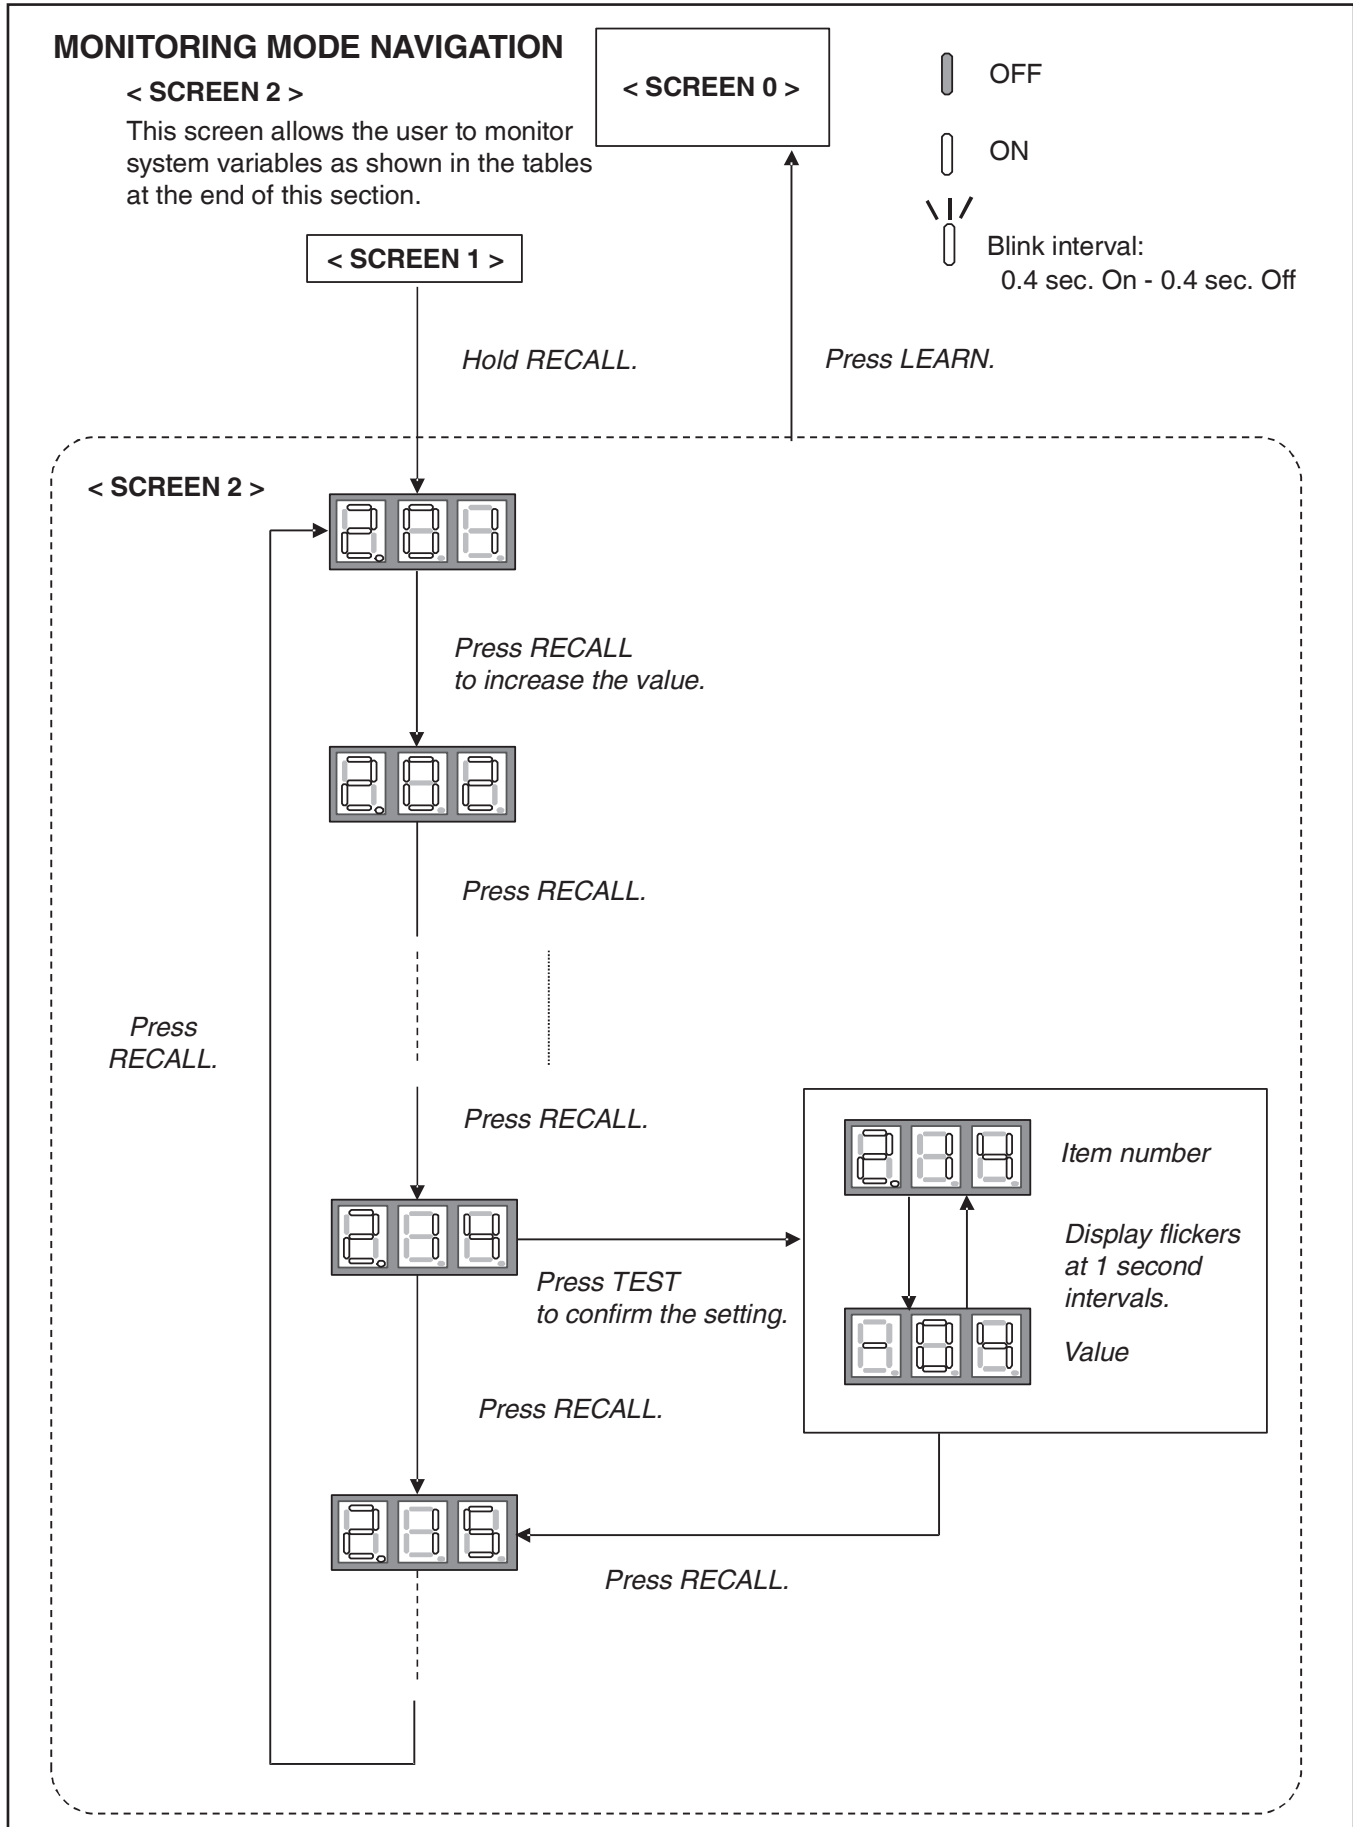 MONITORING MODE NAVIGATION
< SCREEN 2 >
This screen allows the user to monitor
system variables as shown in the tables
at the end of this section.
< SCREEN 0 >
OFF
ON
Blink interval:
0.4 sec. On - 0.4 sec. Off
< SCREEN 1 >
Hold RECALL.
Press LEARN.
< SCREEN 2 >
2.01
Press RECALL
to increase the value.
2.02
Press RECALL.
Press
RECALL.
Press RECALL.
2.14
Press TEST
to confirm the setting.
2.14
Item number
Display flickers
at 1 second
intervals.
-04
Value
Press RECALL.
2.15
Press RECALL.